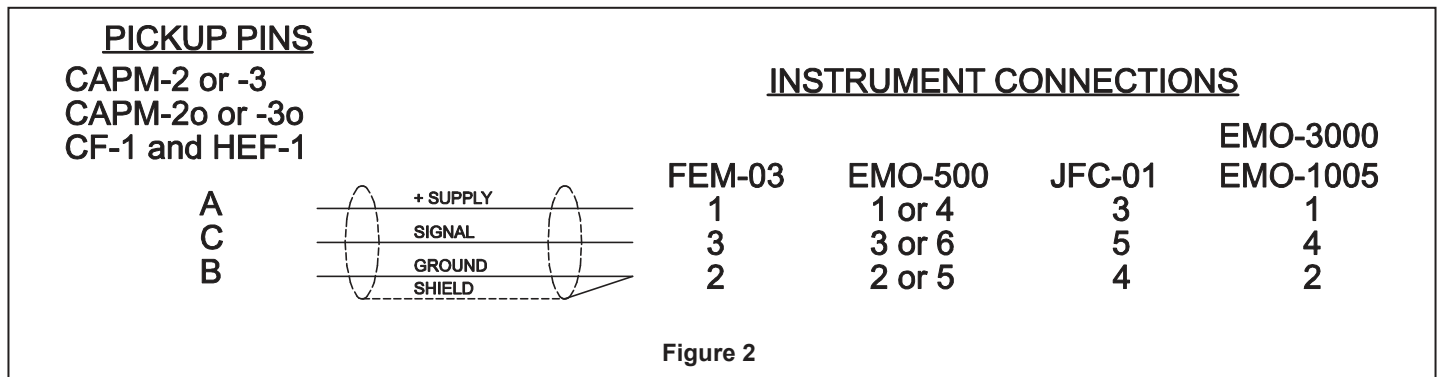 PICKUP PINS
CAPM-2 or -3
CAPM-2o or -3o
CF-1 and HEF-1
INSTRUMENT CONNECTIONS
EMO-3000
FEM-03 EMO-500 JFC-01 EMO-1005
A + SUPPLY 1 1 or 4 3 1
C SIGNAL 3 3 or 6 5 4
B GROUND 2 2 or 5 4 2
SHIELD
Figure 2